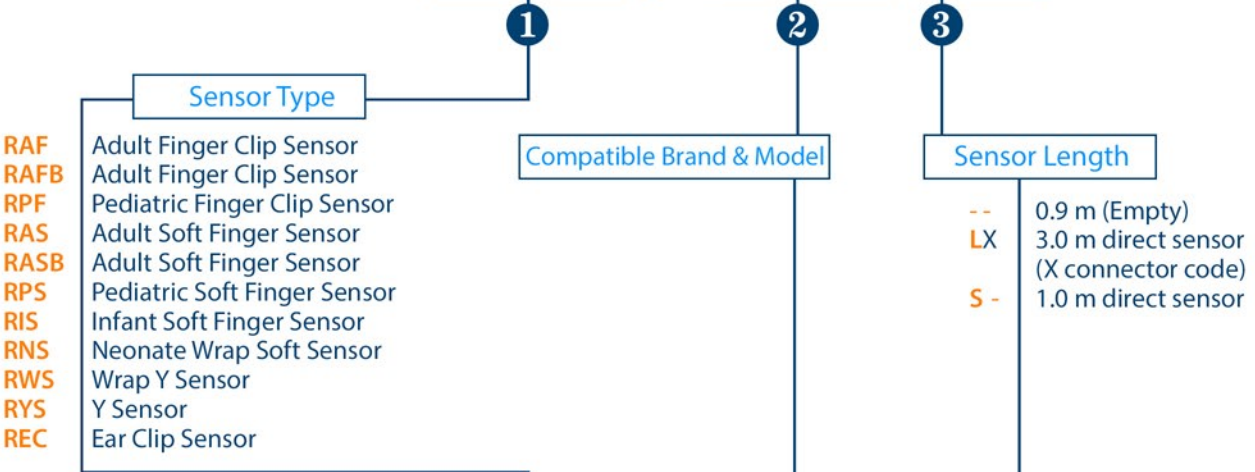 1 2 3
Sensor Type
RAF Adult Finger Clip Sensor
RAFB Adult Finger Clip Sensor
RPF Pediatric Finger Clip Sensor
RAS Adult Soft Finger Sensor
RASB Adult Soft Finger Sensor
RPS Pediatric Soft Finger Sensor
RIS Infant Soft Finger Sensor
RNS Neonate Wrap Soft Sensor
RWS Wrap Y Sensor
RYS Y Sensor
REC Ear Clip Sensor
Compatible Brand & Model
Sensor Length
- - 0.9 m (Empty)
LX 3.0 m direct sensor
(X connector code)
S - 1.0 m direct sensor